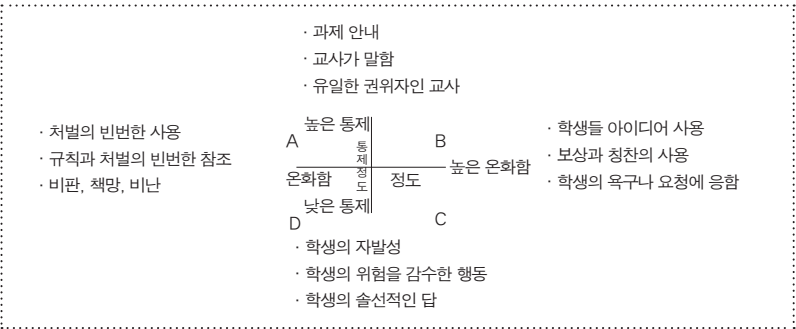 · 과제 안내
· 교사가 말함
· 유일한 권위자인 교사
· 처벌의 빈번한 사용
· 규칙과 처벌의 빈번한 참조
· 비판, 책망, 비난
높은 통제
A
B
통제정도
온화함
정도
높은 온화함
낮은 통제
D
C
· 학생들 아이디어 사용
· 보상과 칭찬의 사용
· 학생의 욕구나 요청에 응함
· 학생의 자발성
· 학생의 위험을 감수한 행동
· 학생의 솔선적인 답